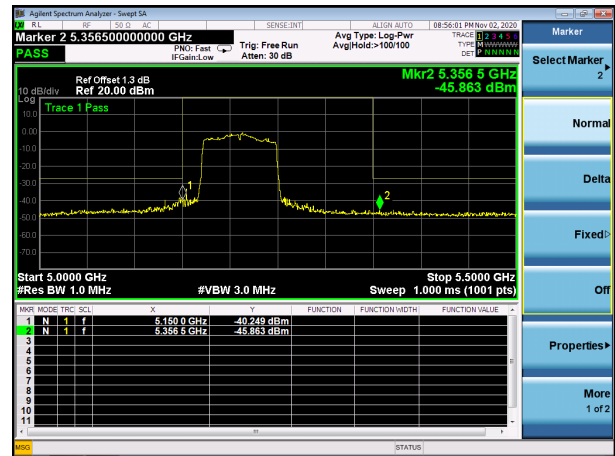 Agilent Spectrum Analyzer - Swept SA
RL RF 50 Ω AC SENSE:INT ALIGN AUTO 08:56:01 PM Nov 02, 2020
Marker 2 5.356500000000 GHz
PASS
PNO: Fast
IFGain:Low
Trig: Free Run
Atten: 30 dB
Avg Type: Log-Pwr
Avg|Hold:>100/100
TRACE 1 2 3 4 5 6
TYPE M W W W W W
DET P N N N N N
Ref Offset 1.3 dB
10 dB/div Ref 20.00 dBm
Mkr2 5.356 5 GHz
-45.863 dBm
Log
Trace 1 Pass
10.0
0.00
-10.0
-20.0
-30.0
-40.0
-50.0
-60.0
-70.0
1
2
Start 5.0000 GHz
Stop 5.5000 GHz
#Res BW 1.0 MHz
#VBW 3.0 MHz
Sweep 1.000 ms (1001 pts)
MKR MODE TRC SCL X Y FUNCTION FUNCTION WIDTH FUNCTION VALUE
1 N 1 f 5.150 0 GHz -40.249 dBm
2 N 1 f 5.356 5 GHz -45.863 dBm
3
4
5
6
7
8
9
10
11
MSG
STATUS
Marker
Select Marker
2
Normal
Delta
Fixed
Off
Properties
More
1 of 2